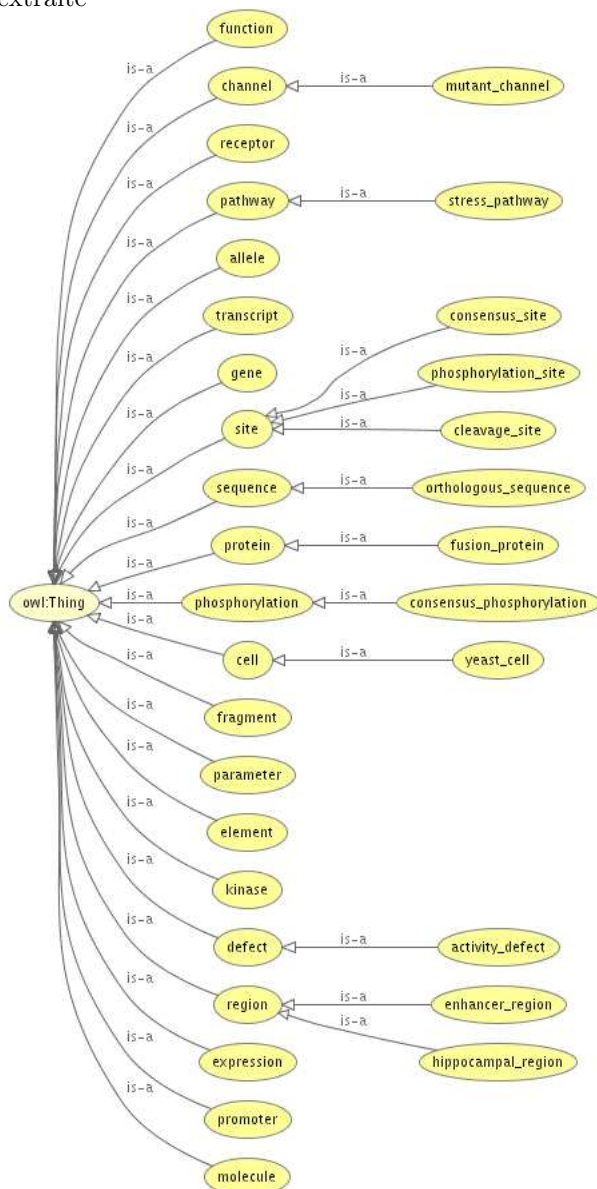 extraite
function
is-a
channel
is-a
mutant_channel
is-a
receptor
is-a
pathway
is-a
stress_pathway
is-a
allele
is-a
transcript
consensus_site
is-a
is-a
gene
phosphorylation_site
is-a
is-a
site
is-a
cleavage_site
is-a
sequence
is-a
orthologous_sequence
is-a
protein
is-a
fusion_protein
is-a
owl:Thing
is-a
phosphorylation
is-a
consensus_phosphorylation
is-a
cell
is-a
yeast_cell
is-a
fragment
is-a
parameter
is-a
element
is-a
kinase
is-a
defect
is-a
activity_defect
is-a
region
is-a
enhancer_region
is-a
hippocampal_region
is-a
expression
is-a
promoter
molecule